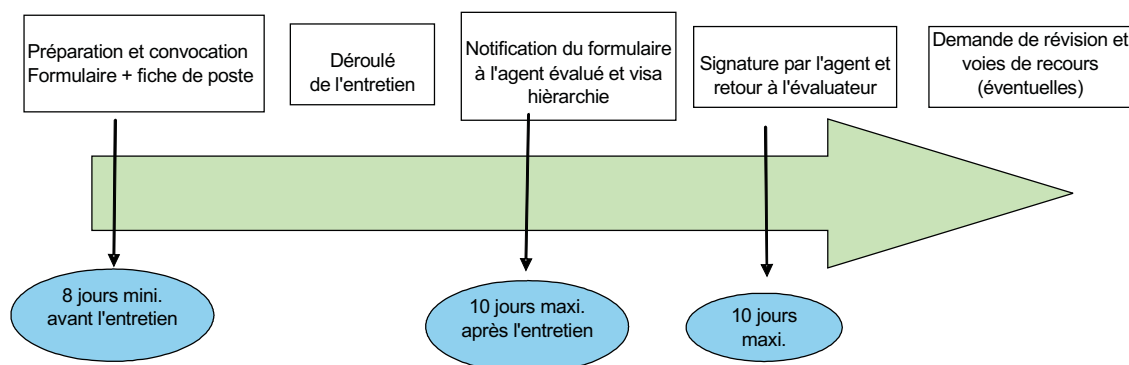 Préparation et convocation
Formulaire + fiche de poste
Déroulé
de l'entretien
Notification du formulaire
à l'agent évalué et visa
hièrarchie
Signature par l'agent et
retour à l'évaluateur
Demande de révision et
voies de recours
(éventuelles)
8 jours mini.
avant l'entretien
10 jours maxi.
après l'entretien
10 jours
maxi.